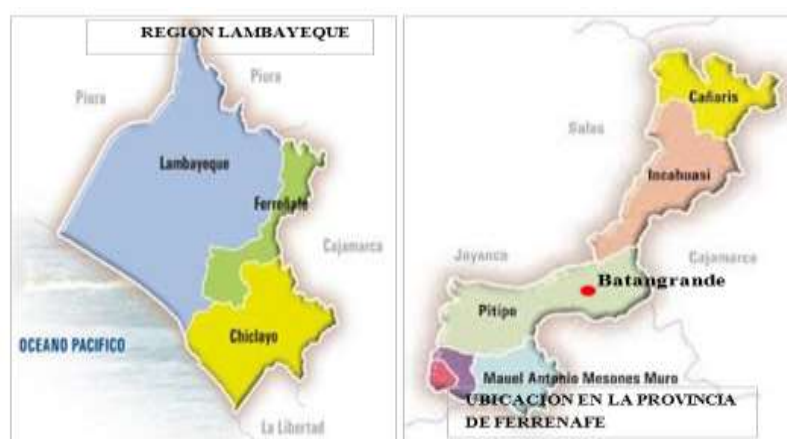 REGION LAMBAYEQUE
Piura
Piura
Lambayeque
Ferreñafe
Cajamarca
Chiclayo
OCEANO PACIFICO
La Libertad
Cañaris
Salas
Incahuasi
Jayanca
Cajamarca
Batangrande
Pitipo
Mauel Antonio Mesones Muro
UBICACION EN LA PROVINCIA
DE FERRENAFE